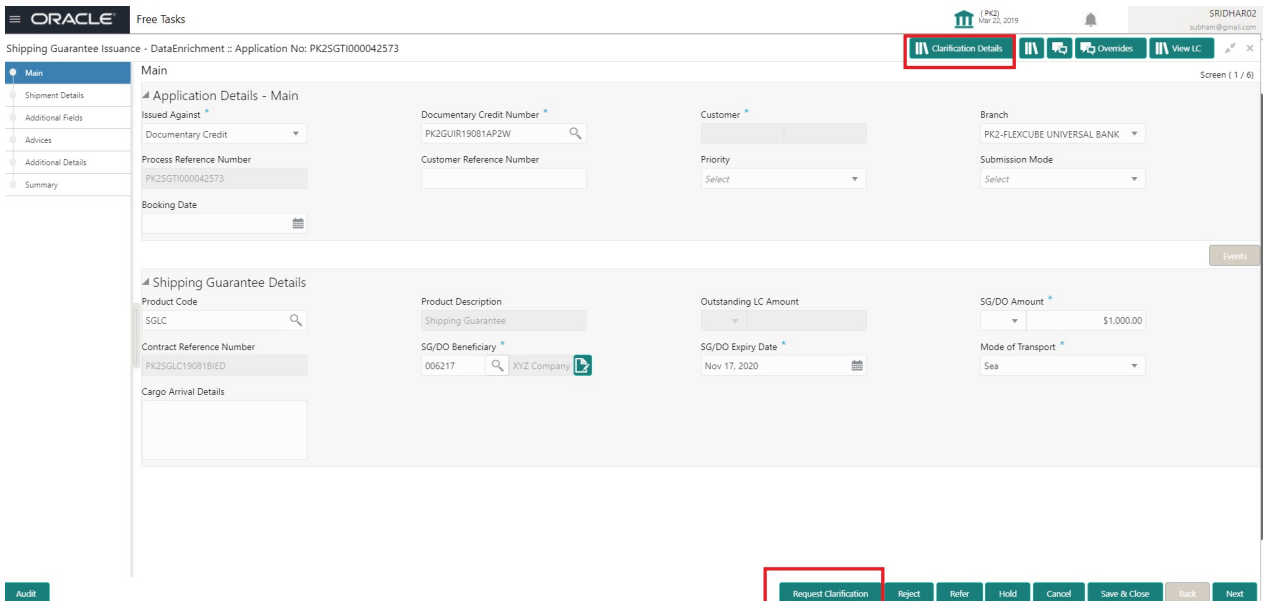 ORACLE
Free Tasks
(PK2)
Mar 22, 2019
SRIDHAR02
subham@gmail.com
Shipping Guarantee Issuance - DataEnrichment :: Application No: PK2SGTI000042573
Clarification Details
Overrides
View LC
Main
Shipment Details
Additional Fields
Advices
Additional Details
Summary
Main
Screen ( 1 / 6)
Application Details - Main
Issued Against *
Documentary Credit Number *
Customer *
Branch
Documentary Credit
PK2GUIR19081AP2W
PK2-FLEXCUBE UNIVERSAL BANK
Process Reference Number
Customer Reference Number
Priority
Submission Mode
PK2SGTI000042573
Select
Select
Booking Date
Events
Shipping Guarantee Details
Product Code
Product Description
Outstanding LC Amount
SG/DO Amount *
SGLC
Shipping Guarantee
$1,000.00
Contract Reference Number
SG/DO Beneficiary *
SG/DO Expiry Date *
Mode of Transport *
PK2SGLC19081BIED
006217
XYZ Company
Nov 17, 2020
Sea
Cargo Arrival Details
Audit
Request Clarification
Reject
Refer
Hold
Cancel
Save & Close
Back
Next